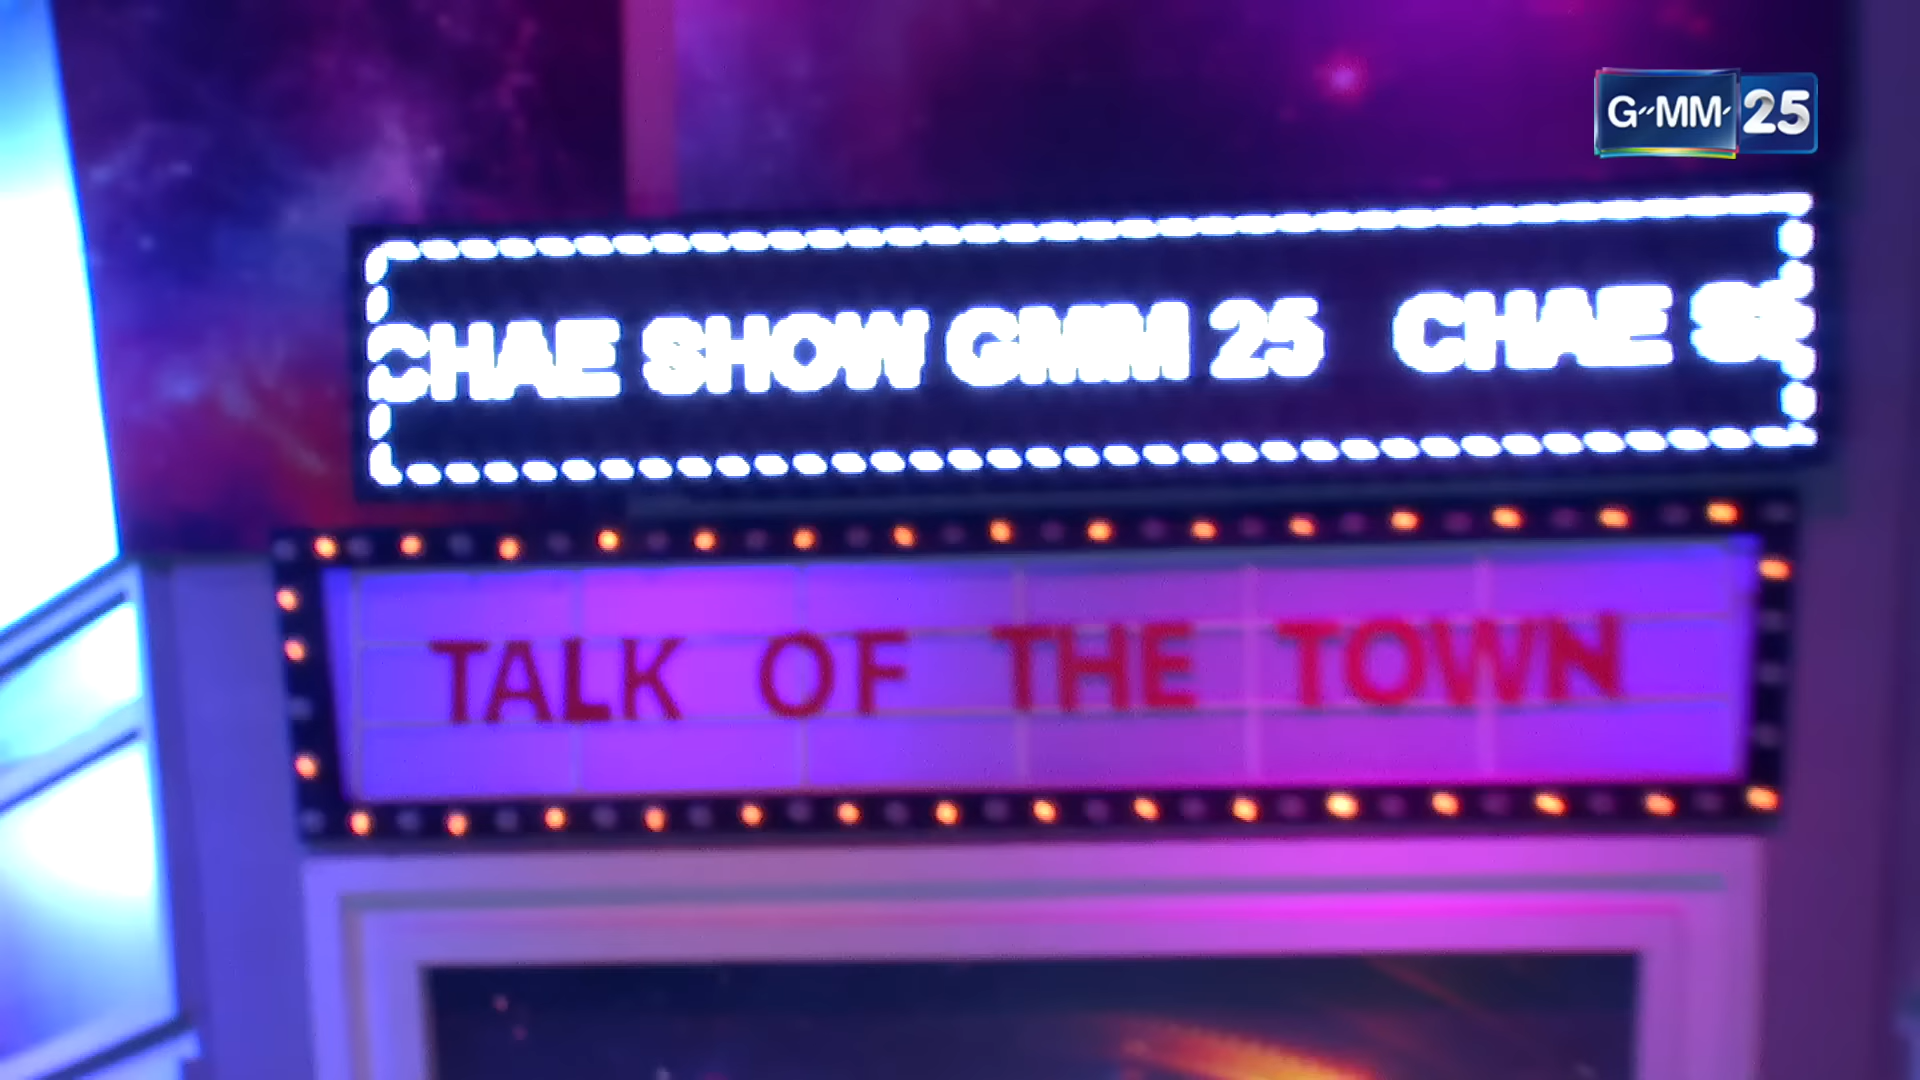 GMM 25
CHAE SHOW GMM 25 CHAE
TALK OF THE TOWN